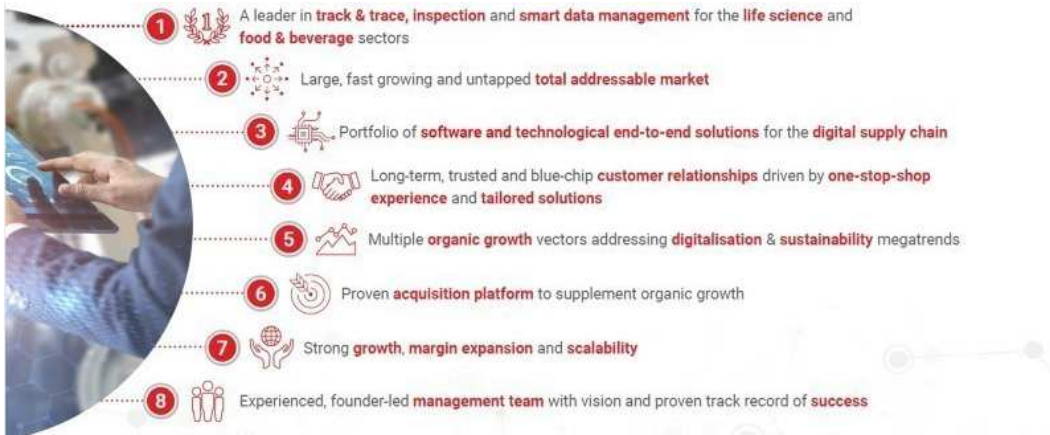 1 A leader in track & trace, inspection and smart data management for the life science and
food & beverage sectors
2 Large, fast growing and untapped total addressable market
3 Portfolio of software and technological end-to-end solutions for the digital supply chain
4 Long-term, trusted and blue-chip customer relationships driven by one-stop-shop
experience and tailored solutions
5 Multiple organic growth vectors addressing digitalisation & sustainability megatrends
6 Proven acquisition platform to supplement organic growth
7 Strong growth, margin expansion and scalability
8 Experienced, founder-led management team with vision and proven track record of success